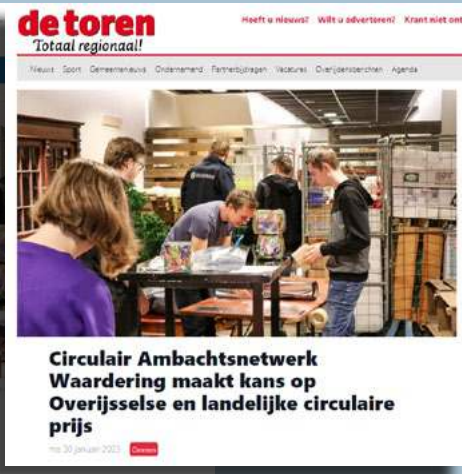 de toren
Totaal regionaal!
Heeft u nieuws? Wilt u adverteren? Krant niet ont
Nieuws Sport Gemeentenieuws Ondernemend Partnerbijdragen Vacatures Overlijdensberichten Agenda
Circulair Ambachtsnetwerk
Waardering maakt kans op
Overijsselse en landelijke circulaire
prijs
ma 30 januari 2023